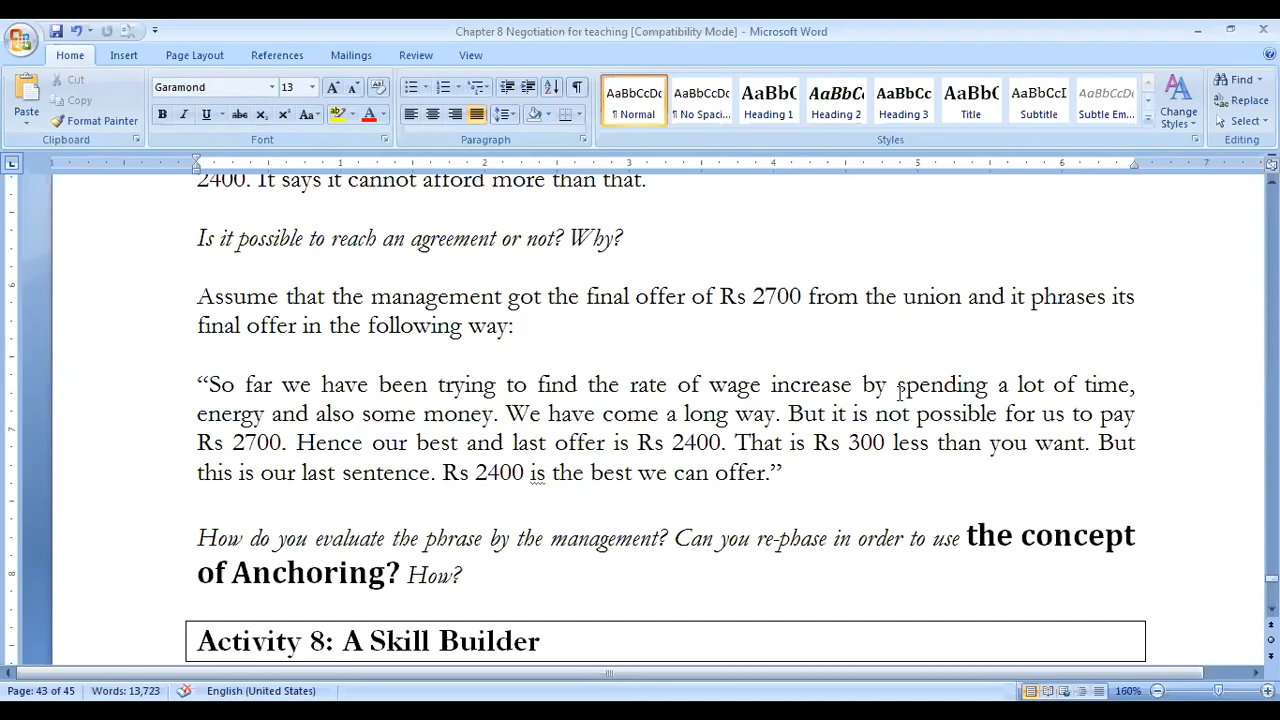 Chapter 8 Negotiation for teaching [Compatibility Mode] - Microsoft Word
Home Insert Page Layout References Mailings Review View
Paste Cut Copy Format Painter Clipboard
Garamond 13 Font
Paragraph
AaBbCcDc ¶ Normal
AaBbCcDc ¶ No Spaci...
AaBbC Heading 1
AaBbCc Heading 2
AaBbCc Heading 3
AaBbC Title
AaBbCcI Subtitle
AaBbCcDc Subtle Em...
Change Styles Styles
Find Replace Select Editing
1 2 3 4 5 6 7
2400. It says it cannot afford more than that.
Is it possible to reach an agreement or not? Why?
Assume that the management got the final offer of Rs 2700 from the union and it phrases its
final offer in the following way:
“So far we have been trying to find the rate of wage increase by spending a lot of time,
energy and also some money. We have come a long way. But it is not possible for us to pay
Rs 2700. Hence our best and last offer is Rs 2400. That is Rs 300 less than you want. But
this is our last sentence. Rs 2400 is the best we can offer.”
How do you evaluate the phrase by the management? Can you re-phase in order to use the concept
of Anchoring? How?
Activity 8: A Skill Builder
Page: 43 of 45 Words: 13,723 English (United States) 160%